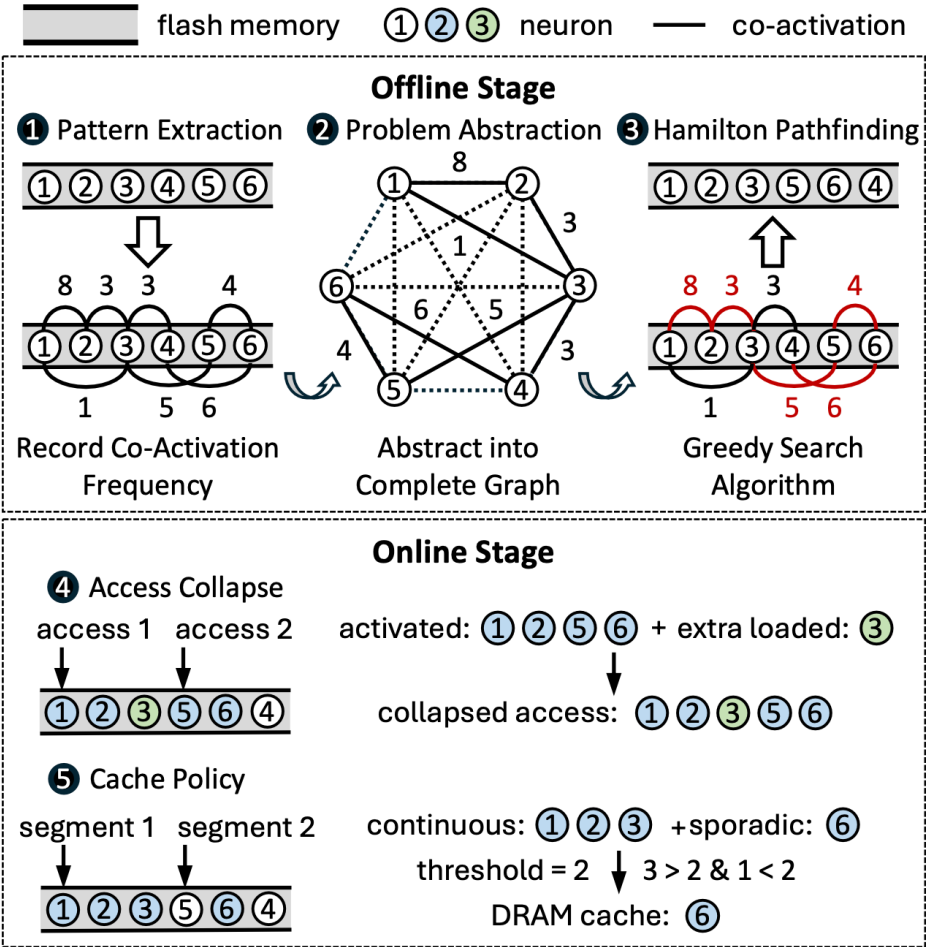 flash memory 1 2 3 neuron co-activation
Offline Stage
1 Pattern Extraction
1 2 3 4 5 6
8 3 3 4
1 2 3 4 5 6
1 5 6
Record Co-Activation
Frequency
2 Problem Abstraction
8
1 2
3
1
6 3
6 5
4 3
5 4
Abstract into
Complete Graph
3 Hamilton Pathfinding
1 2 3 5 6 4
8 3 3 4
1 2 3 4 5 6
1 5 6
Greedy Search
Algorithm
Online Stage
4 Access Collapse
access 1 access 2
1 2 3 5 6 4
activated: 1 2 5 6 + extra loaded: 3
collapsed access: 1 2 3 5 6
5 Cache Policy
segment 1 segment 2
1 2 3 5 6 4
continuous: 1 2 3 +sporadic: 6
threshold = 2 3 > 2 & 1 < 2
DRAM cache: 6